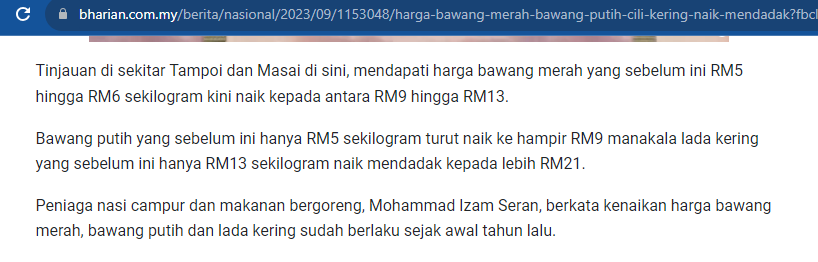 bharian.com.my/berita/nasional/2023/09/1153048/harga-bawang-merah-bawang-putih-cili-kering-naik-mendadak?fbcl
Tinjauan di sekitar Tampoi dan Masai di sini, mendapati harga bawang merah yang sebelum ini RM5
hingga RM6 sekilogram kini naik kepada antara RM9 hingga RM13.
Bawang putih yang sebelum ini hanya RM5 sekilogram turut naik ke hampir RM9 manakala lada kering
yang sebelum ini hanya RM13 sekilogram naik mendadak kepada lebih RM21.
Peniaga nasi campur dan makanan bergoreng, Mohammad Izam Seran, berkata kenaikan harga bawang
merah, bawang putih dan lada kering sudah berlaku sejak awal tahun lalu.